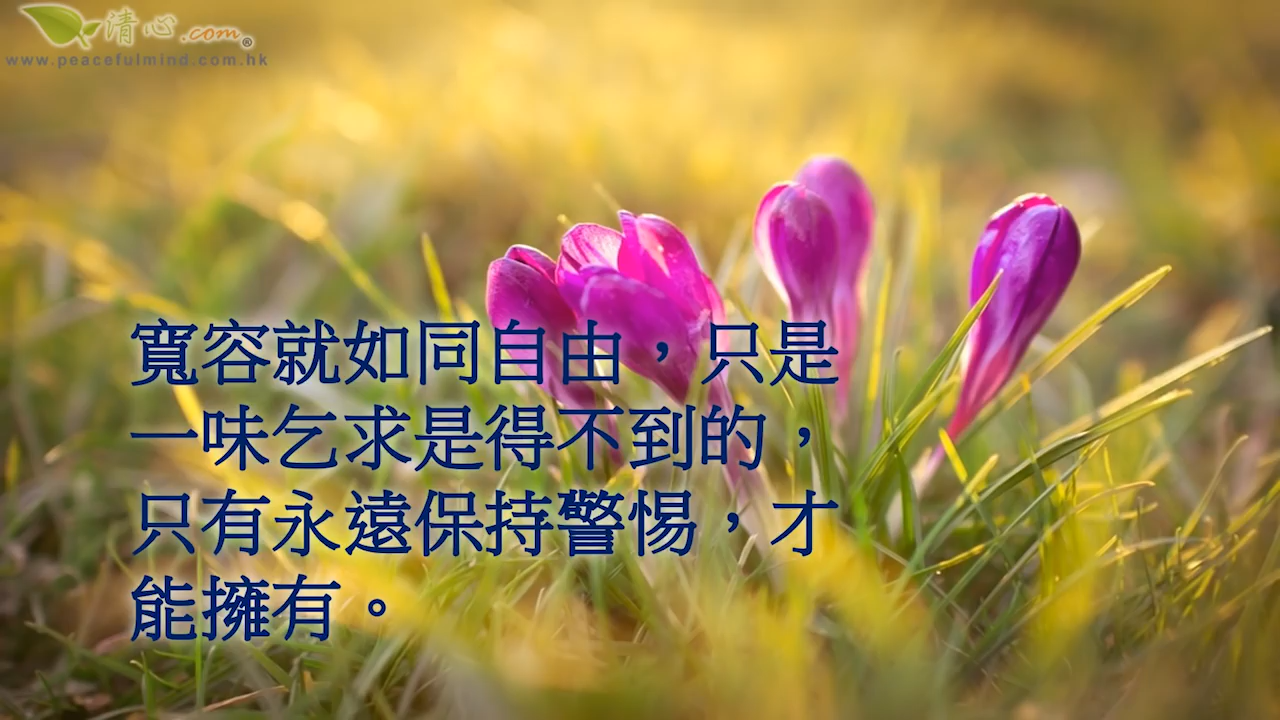 清心.com®
www.peacefulmind.com.hk
寬容就如同自由，只是
一味乞求是得不到的，
只有永遠保持警惕，才
能擁有。